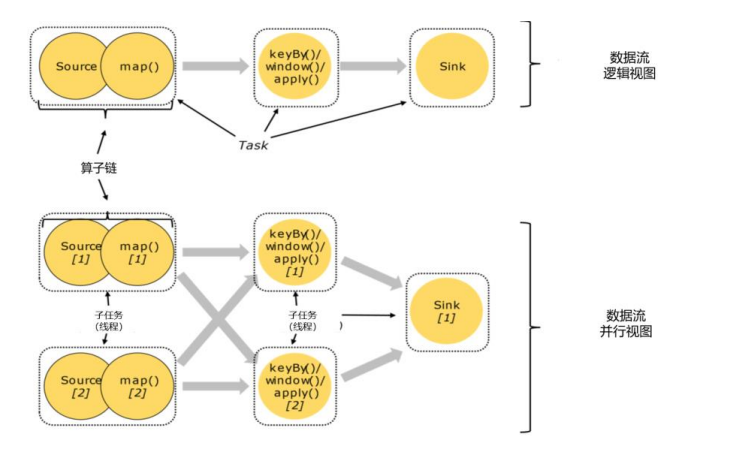 Source
map()
keyBy()/
window()/
apply()
Sink
数据流
逻辑视图
Task
算子链
Source
[1]
map()
[1]
keyBy()/
window()/
apply()
[1]
子任务
(线程)
子任务
(线程)
)
Sink
[1]
数据流
并行视图
Source
[2]
map()
[2]
keyBy()/
window()/
apply()
[2]